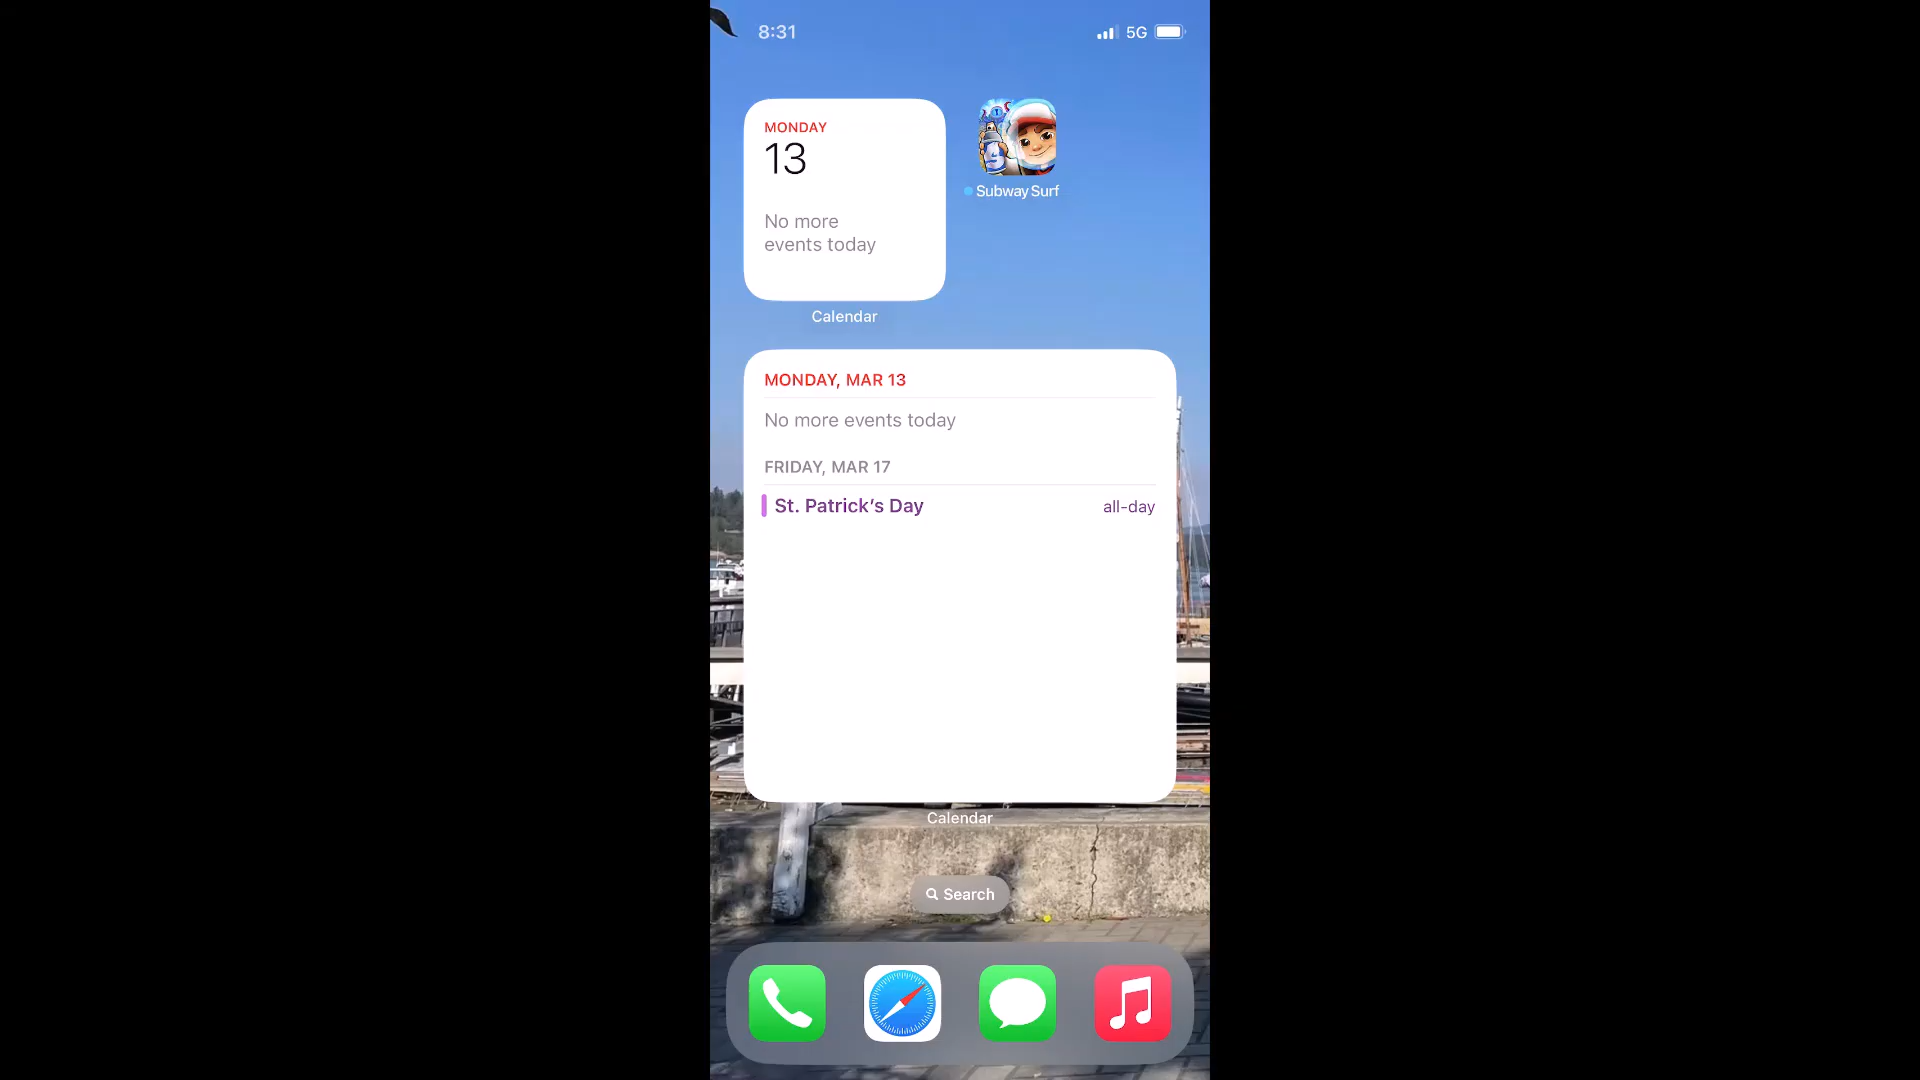 8:31
5G
MONDAY
13
No more
events today
Calendar
Subway Surf
MONDAY, MAR 13
No more events today
FRIDAY, MAR 17
St. Patrick's Day
all-day
Calendar
Search